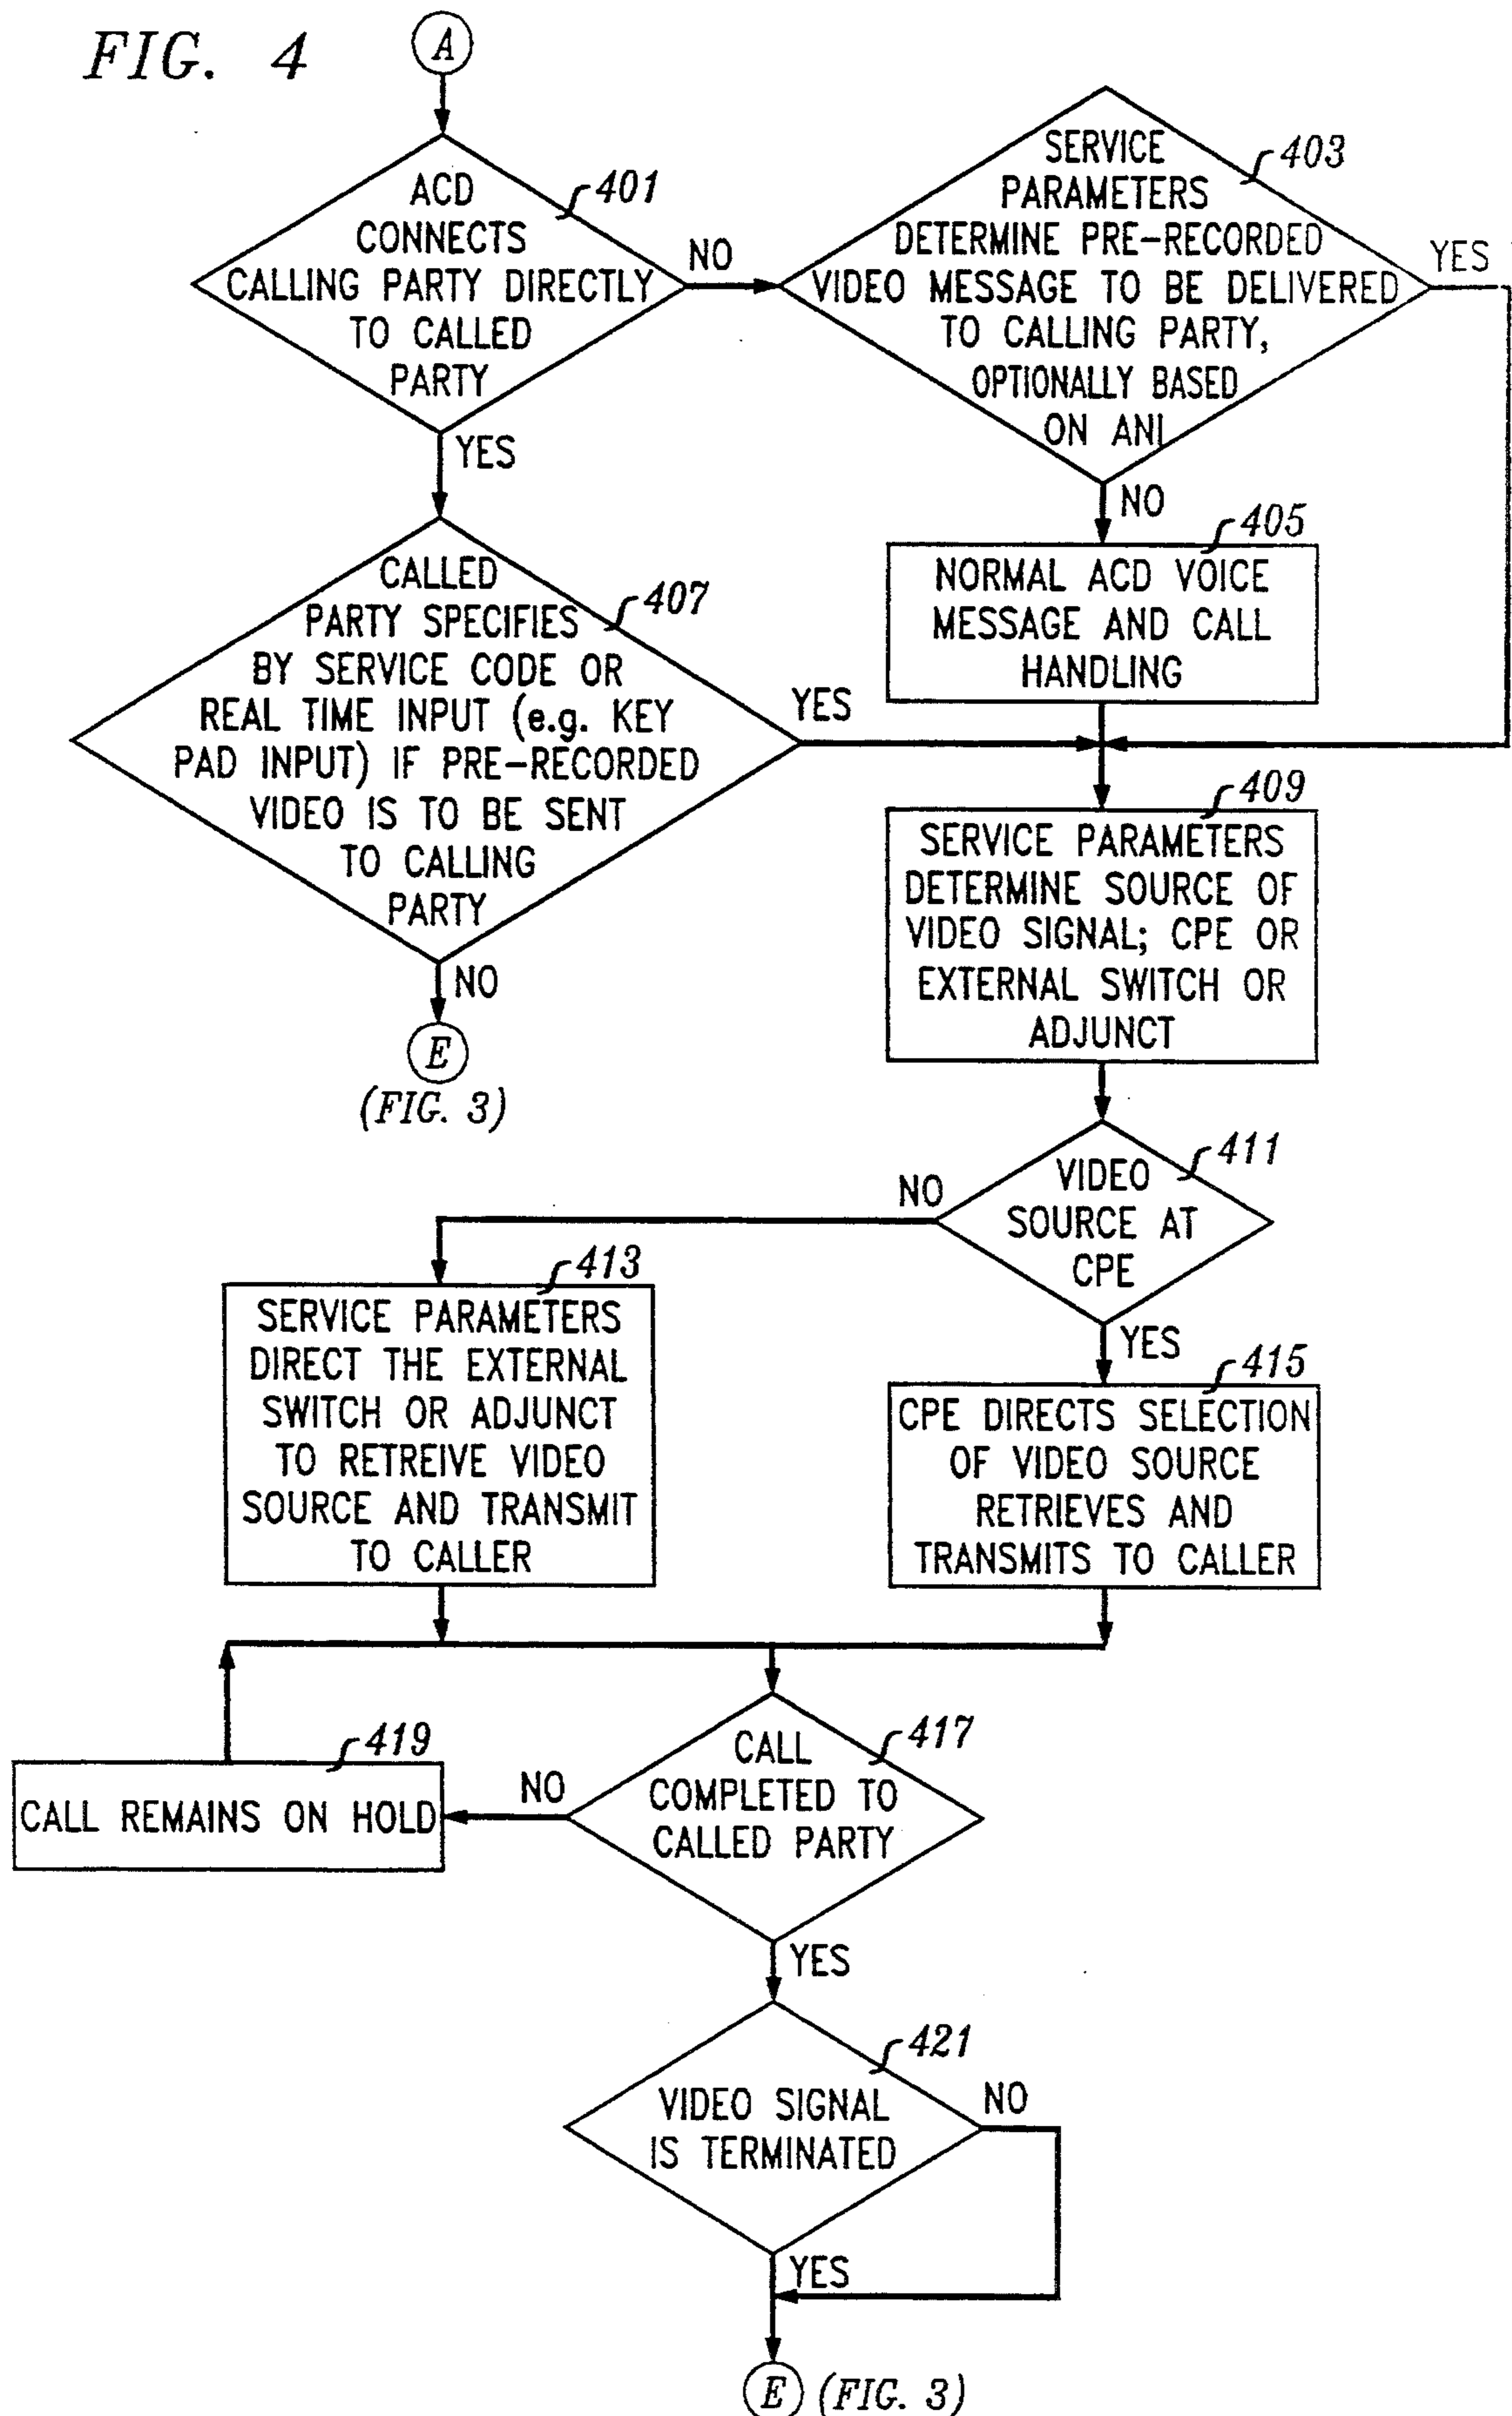 FIG. 4
A
ACD
CONNECTS
CALLING PARTY DIRECTLY
TO CALLED
PARTY
401
NO
YES
SERVICE
PARAMETERS
DETERMINE PRE-RECORDED
VIDEO MESSAGE TO BE DELIVERED
TO CALLING PARTY,
OPTIONALLY BASED
ON ANI
403
YES
NO
405
NORMAL ACD VOICE
MESSAGE AND CALL
HANDLING
CALLED
PARTY SPECIFIES
BY SERVICE CODE OR
REAL TIME INPUT (e.g. KEY
PAD INPUT) IF PRE-RECORDED
VIDEO IS TO BE SENT
TO CALLING
PARTY
407
YES
NO
E
(FIG. 3)
409
SERVICE PARAMETERS
DETERMINE SOURCE OF
VIDEO SIGNAL; CPE OR
EXTERNAL SWITCH OR
ADJUNCT
411
VIDEO
SOURCE AT
CPE
NO
YES
413
SERVICE PARAMETERS
DIRECT THE EXTERNAL
SWITCH OR ADJUNCT
TO RETREIVE VIDEO
SOURCE AND TRANSMIT
TO CALLER
415
CPE DIRECTS SELECTION
OF VIDEO SOURCE
RETRIEVES AND
TRANSMITS TO CALLER
417
CALL
COMPLETED TO
CALLED PARTY
NO
419
CALL REMAINS ON HOLD
YES
421
VIDEO SIGNAL
IS TERMINATED
NO
YES
E (FIG. 3)